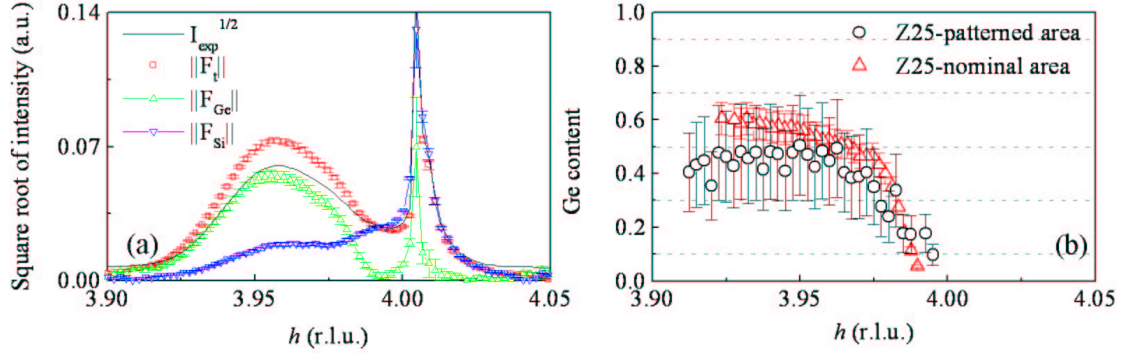 Square root of intensity (a.u.)
0.14
0.07
0.00
I_exp^1/2
||F_t||
||F_Ge||
||F_Si||
(a)
3.90 3.95 4.00 4.05
h (r.l.u.)
Ge content
1.0
0.8
0.6
0.4
0.2
0.0
Z25-patterned area
Z25-nominal area
(b)
3.90 3.95 4.00 4.05
h (r.l.u.)